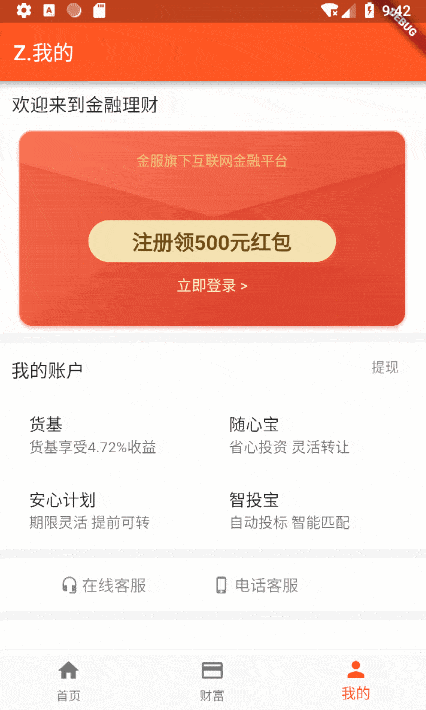 9:42
DEBUG
Z.我的
欢迎来到金融理财
金服旗下互联网金融平台
注册领500元红包
立即登录 >
我的账户
提现
货基
随心宝
货基享受4.72%收益
省心投资 灵活转让
安心计划
智投宝
期限灵活 提前可转
自动投标 智能匹配
在线客服
电话客服
首页
财富
我的